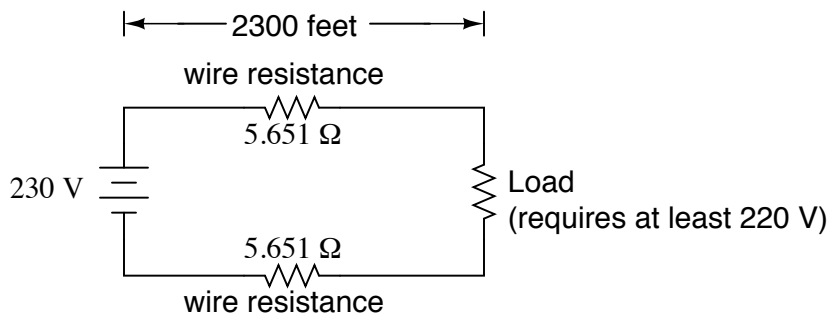 2300 feet
wire resistance
5.651 Ω
230 V
Load
(requires at least 220 V)
5.651 Ω
wire resistance